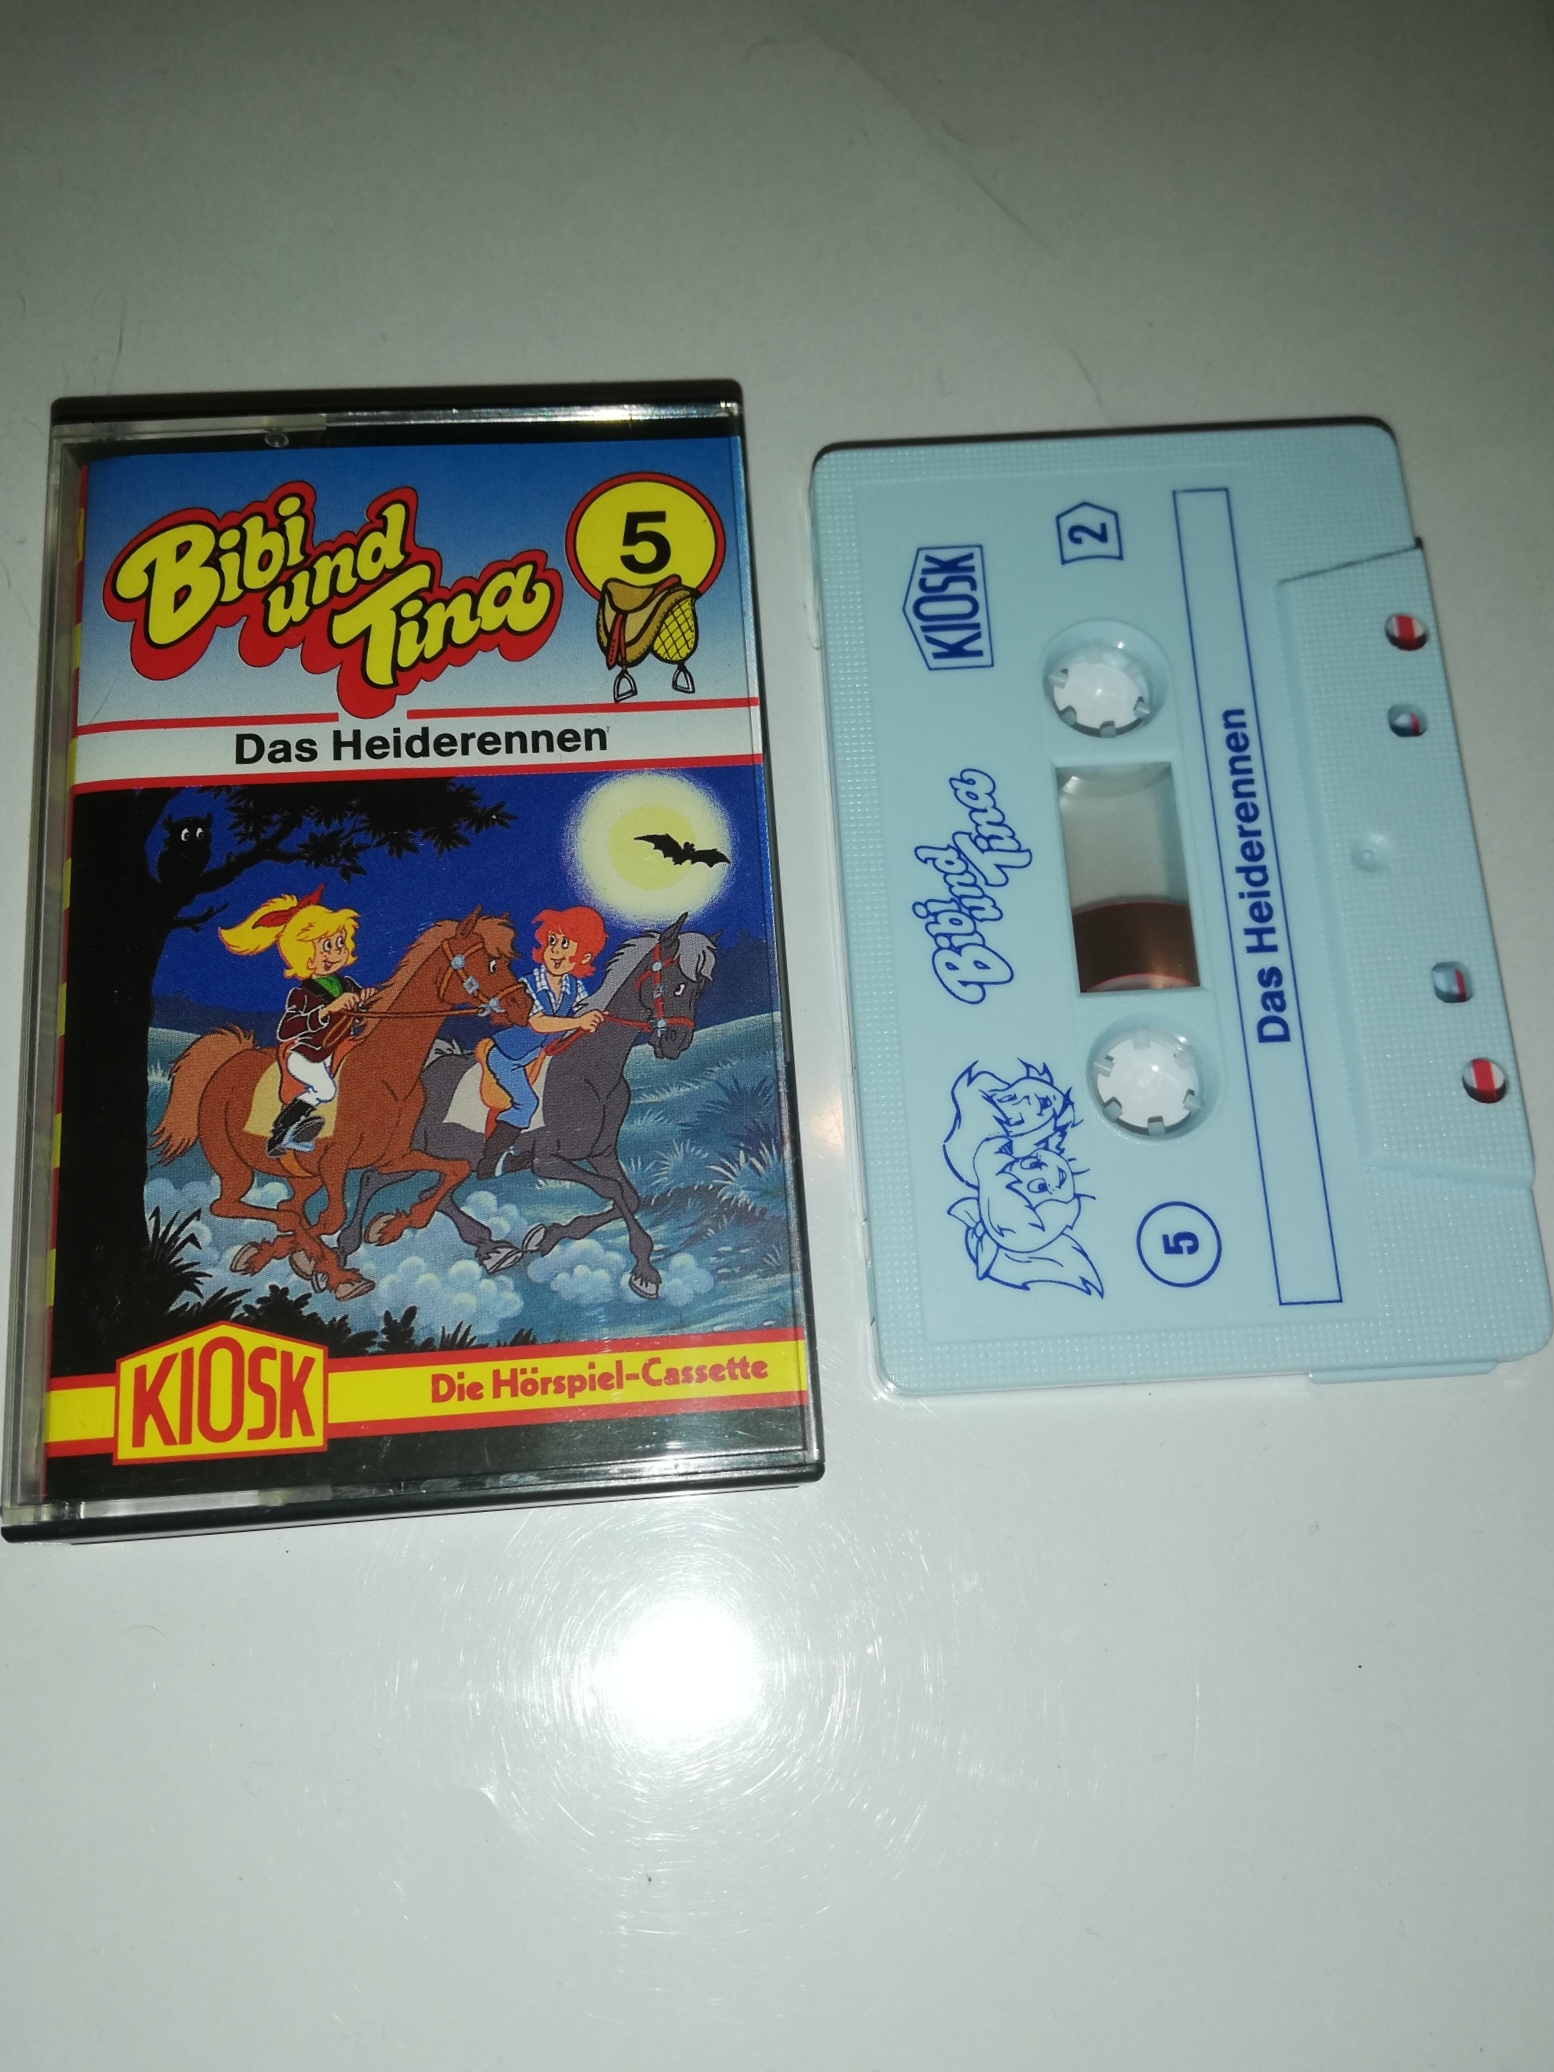 Bibi
und
Tina
5
Das Heiderennen
KIOSK
Die Hörspiel-Cassette
KIOSK
2
Bibi
und
Tina
5
Das Heiderennen